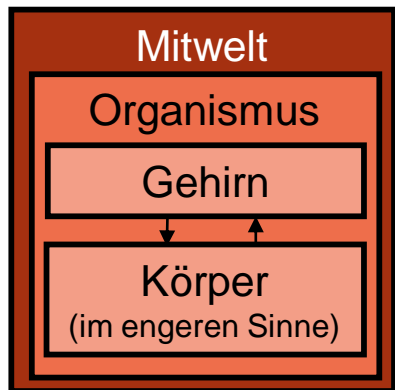 Mitwelt
Organismus
Gehirn
Körper
(im engeren Sinne)